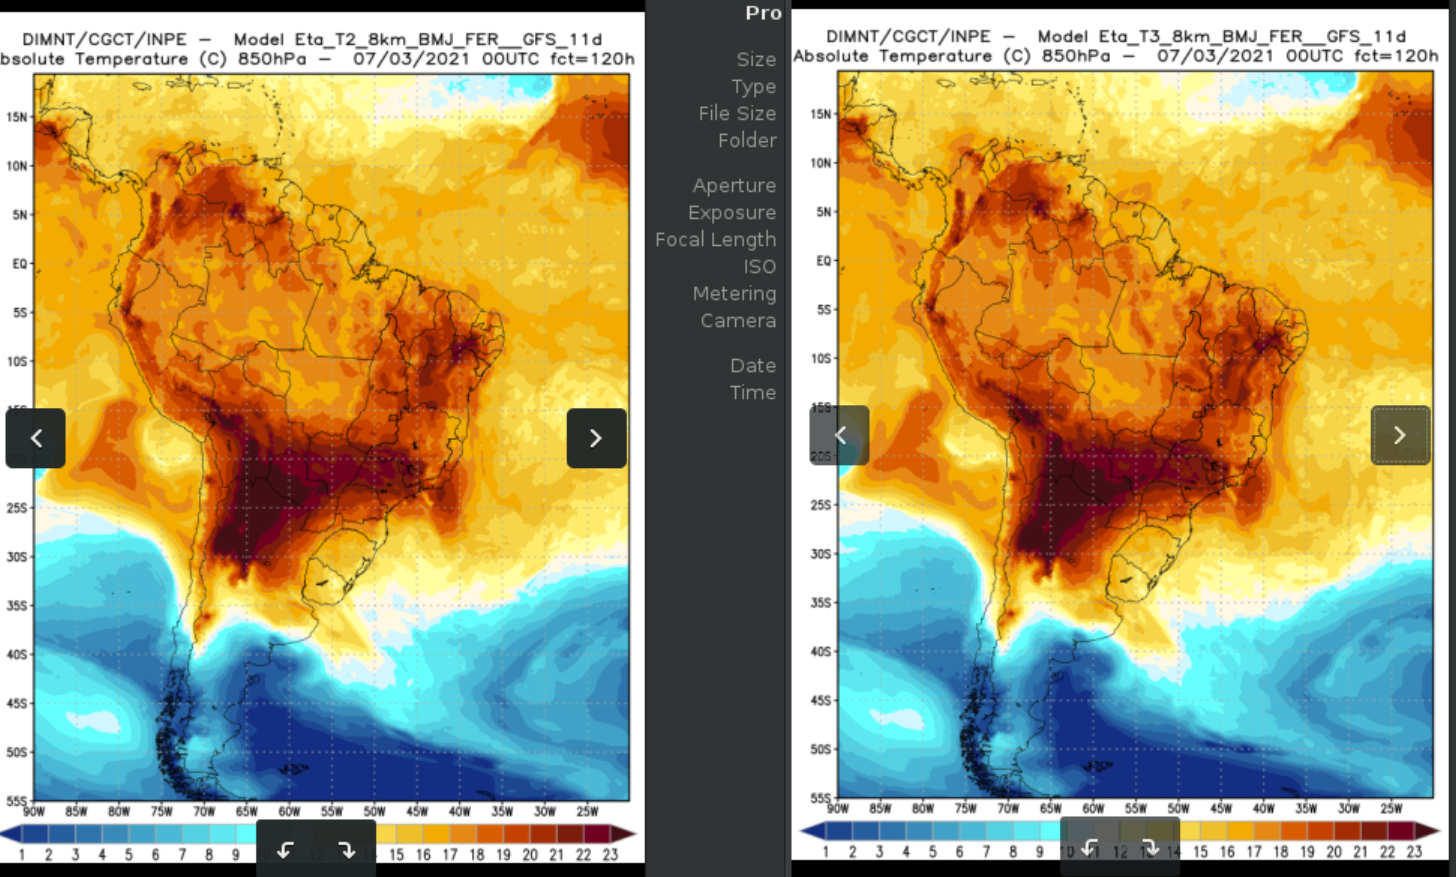 DIMNT/CGCT/INPE – Model Eta_T2_8km_BMJ_FER__GFS_11d
bsolute Temperature (C) 850hPa – 07/03/2021 00UTC fct=120h
15N
10N
5N
EQ
5S
10S
15S
25S
30S
35S
40S
45S
50S
55S
90W 85W 80W 75W 70W 65W 60W 55W 50W 45W 40W 35W 30W 25W
1 2 3 4 5 6 7 8 9 15 16 17 18 19 20 21 22 23
Pro
Size
Type
File Size
Folder
Aperture
Exposure
Focal Length
ISO
Metering
Camera
Date
Time
DIMNT/CGCT/INPE – Model Eta_T3_8km_BMJ_FER__GFS_11d
Absolute Temperature (C) 850hPa – 07/03/2021 00UTC fct=120h
15N
10N
5N
EQ
5S
10S
15S
20S
25S
30S
35S
40S
45S
50S
55S
90W 85W 80W 75W 70W 65W 60W 55W 50W 45W 40W 35W 30W 25W
1 2 3 4 5 6 7 8 9 10 11 12 13 14 15 16 17 18 19 20 21 22 23